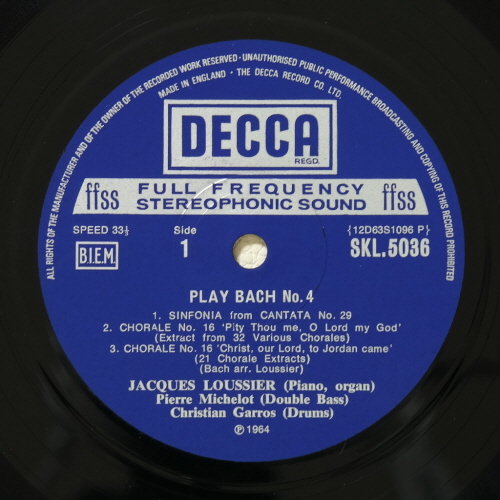 ALL RIGHTS OF THE MANUFACTURER AND OF THE OWNER OF THE RECORDED WORK RESERVED · UNAUTHORISED PUBLIC PERFORMANCE BROADCASTING AND COPYING OF THIS RECORD PROHIBITED
MADE IN ENGLAND · THE DECCA RECORD CO. LTD.
DECCA
REGD.
ffss FULL FREQUENCY STEREOPHONIC SOUND ffss
SPEED 33⅓ Side {12D63S1096 P}
B.I.E.M. 1 SKL.5036
PLAY BACH No. 4
1. SINFONIA from CANTATA No. 29
2. CHORALE No. 16 'Pity Thou me, O Lord my God'
(Extract from 32 Various Chorales)
3. CHORALE No. 16 'Christ, our Lord, to Jordan came'
(21 Chorale Extracts)
(Bach arr. Loussier)
JACQUES LOUSSIER (Piano, organ)
Pierre Michelot (Double Bass)
Christian Garros (Drums)
℗ 1964